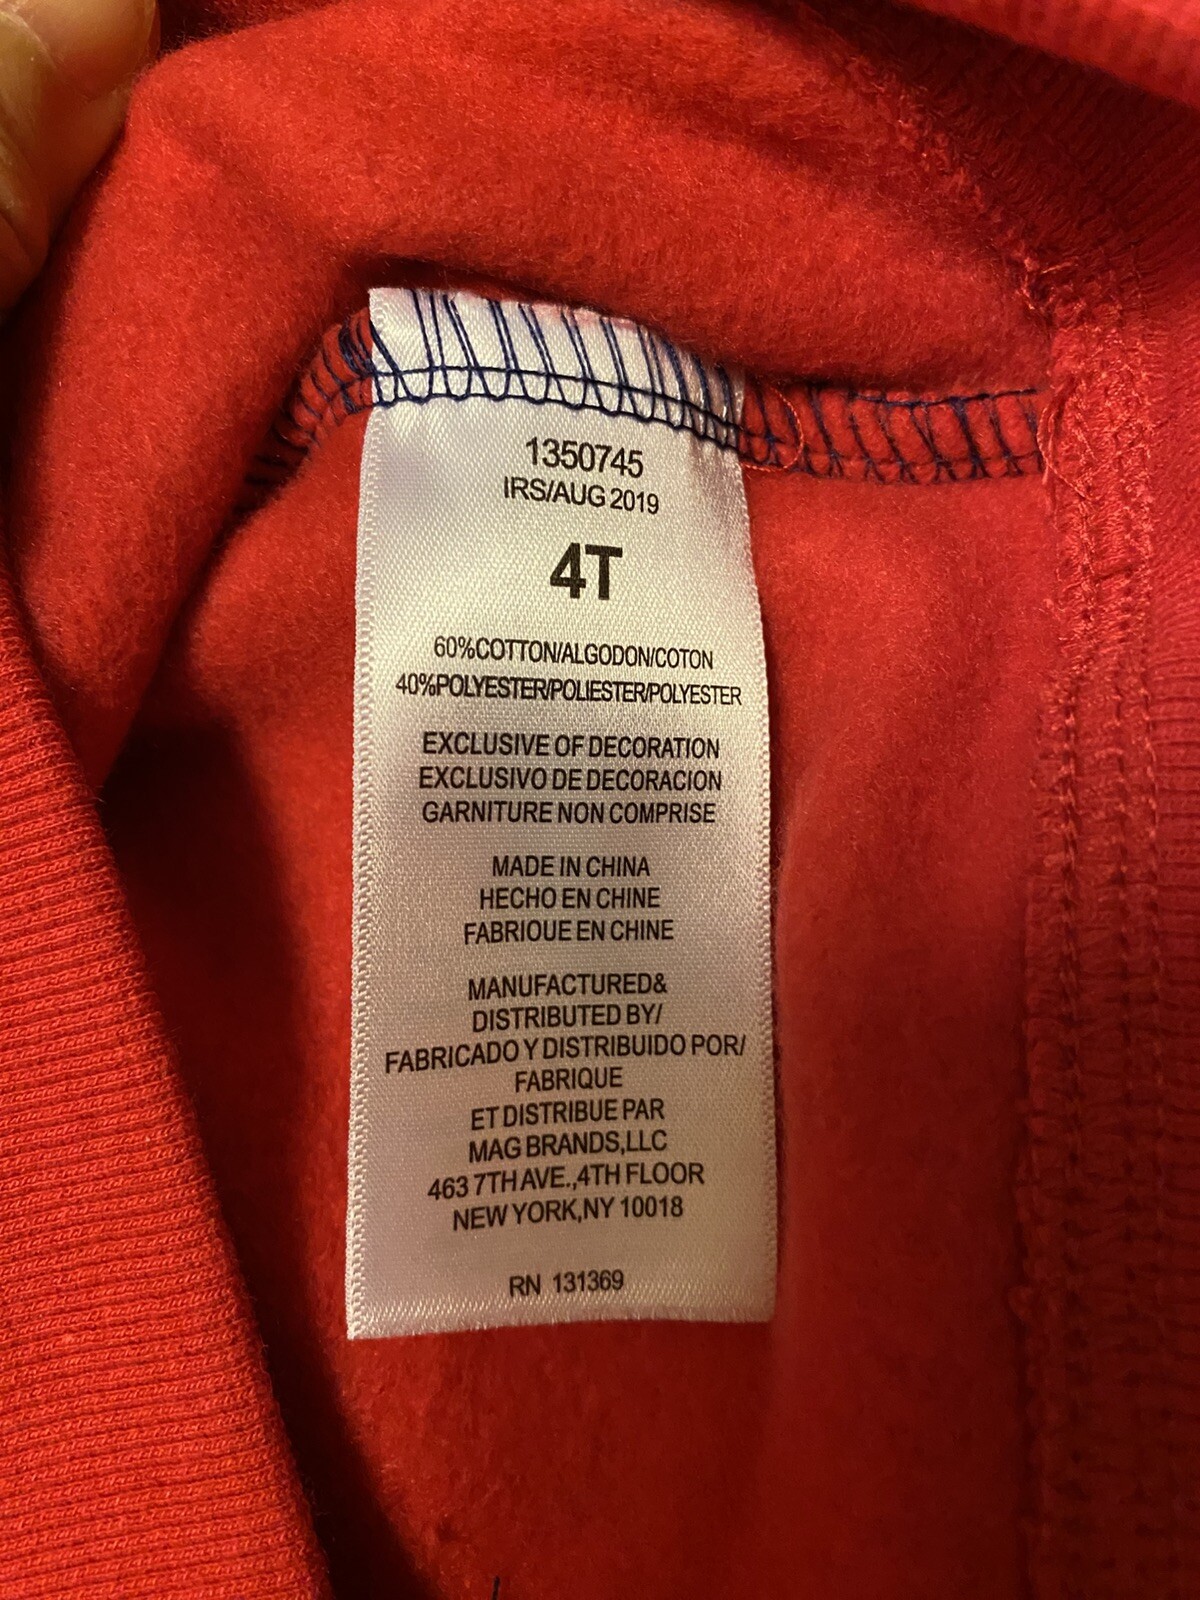 1350745
IRS/AUG 2019
4T
60%COTTON/ALGODON/COTON
40%POLYESTER/POLIESTER/POLYESTER
EXCLUSIVE OF DECORATION
EXCLUSIVO DE DECORACION
GARNITURE NON COMPRISE
MADE IN CHINA
HECHO EN CHINE
FABRIOUE EN CHINE
MANUFACTURED&
DISTRIBUTED BY/
FABRICADO Y DISTRIBUIDO POR/
FABRIQUE
ET DISTRIBUE PAR
MAG BRANDS,LLC
463 7TH AVE.,4TH FLOOR
NEW YORK,NY 10018
RN 131369